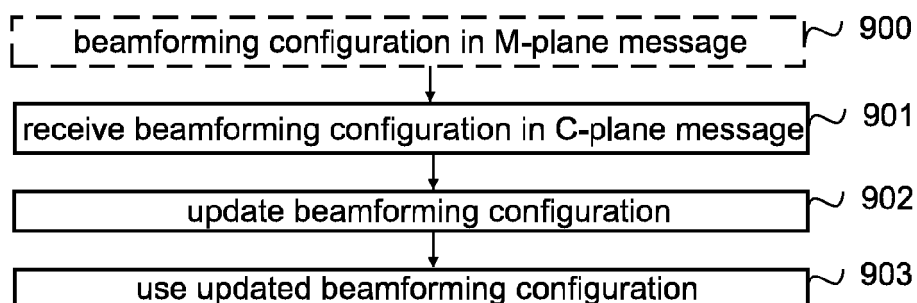 beamforming configuration in M-plane message 900
receive beamforming configuration in C-plane message 901
update beamforming configuration 902
use updated beamforming configuration 903